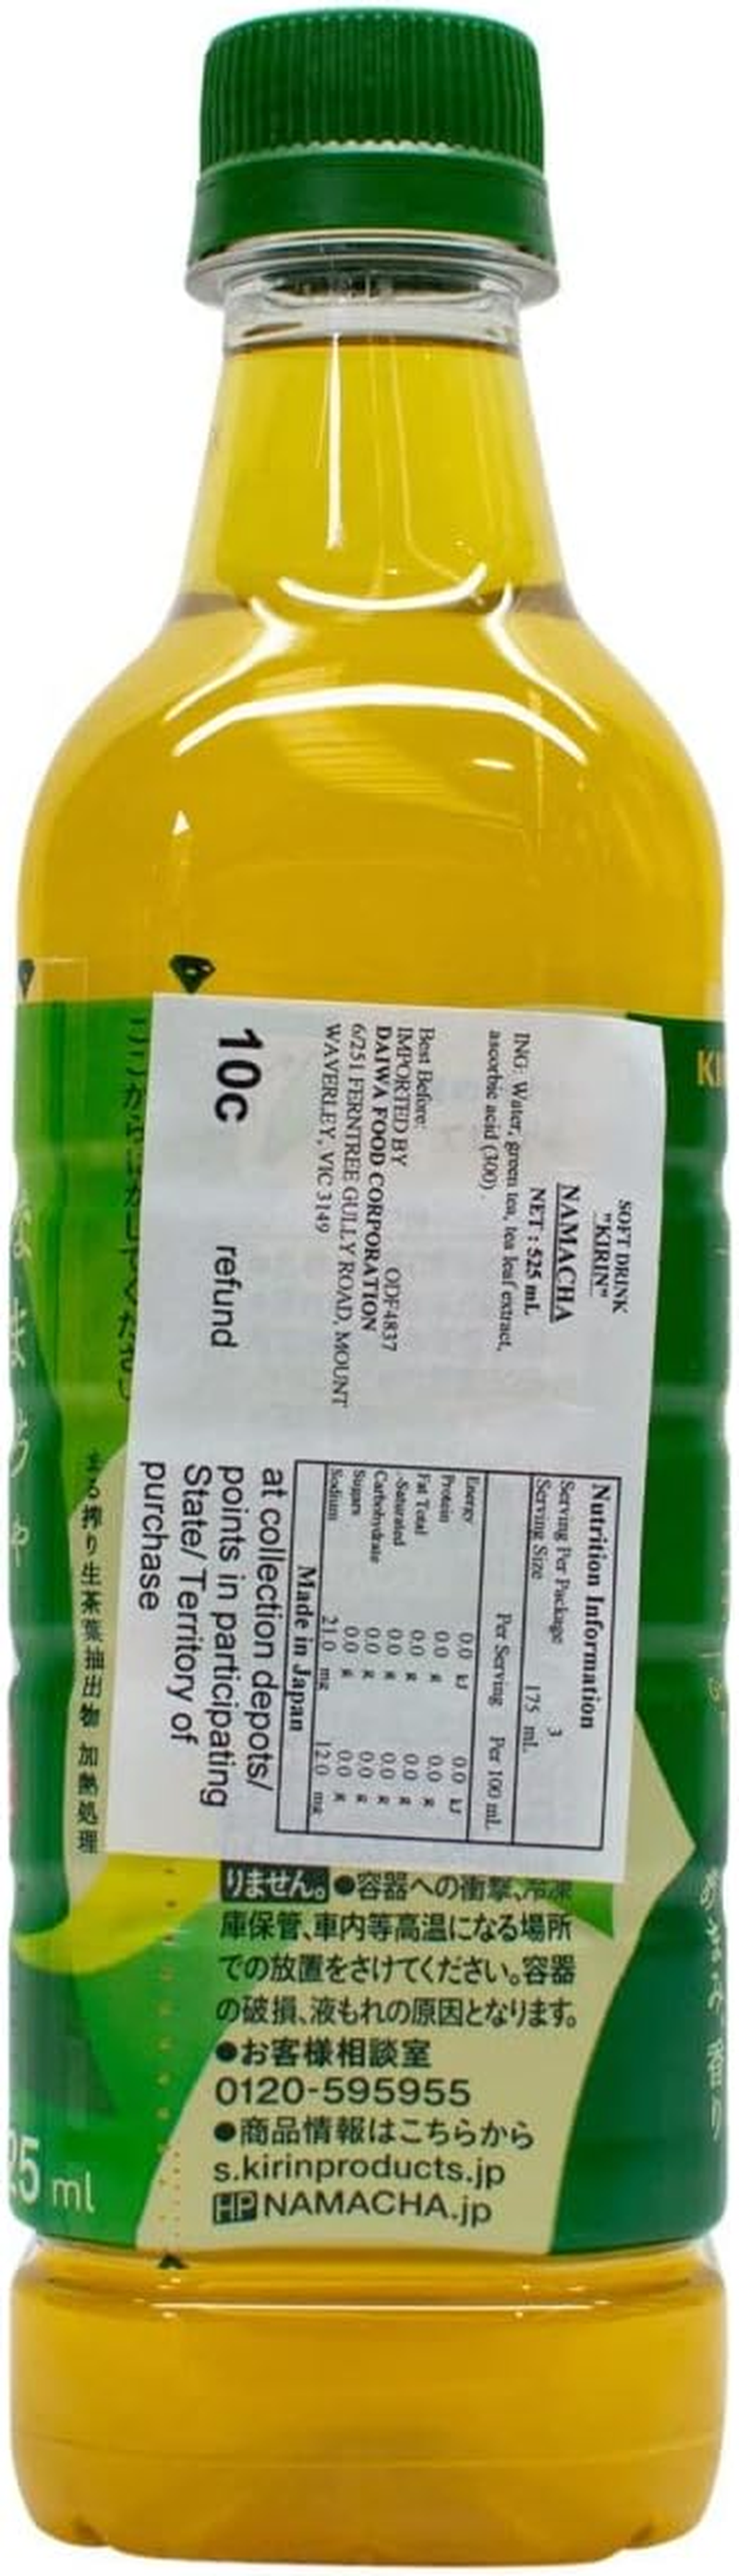 SOFT DRINK
"KIRIN"
NAMACHA
NET : 525 mL
ING: Water, green tea, tea leaf extract,
ascorbic acid (300)
Best Before:
IMPORTED BY ODF4837
DAIWA FOOD CORPORATION
6/251 FERNTREE GULLY ROAD, MOUNT
WAVERLEY, VIC 3149
10c refund
at collection depots/
points in participating
State/ Territory of
purchase
Nutrition Information
Serving Per Package 3
Serving Size 175 mL
Per Serving Per 100 mL
Energy 0.0 kJ 0.0 kJ
Protein 0.0 g 0.0 g
Fat Total 0.0 g 0.0 g
-Saturated 0.0 g 0.0 g
Carbohydrate 0.0 g 0.0 g
Sugars 0.0 g 0.0 g
Sodium 21.0 mg 12.0 mg
Made in Japan
KI
なまちゃ
まる搾り生茶葉抽出物 加熱処理
りません。●容器への衝撃、冷凍
庫保管、車内等高温になる場所
での放置をさけてください。容器
の破損、液もれの原因となります。
●お客様相談室
0120-595955
●商品情報はこちらから
s.kirinproducts.jp
HP NAMACHA.jp
25 ml